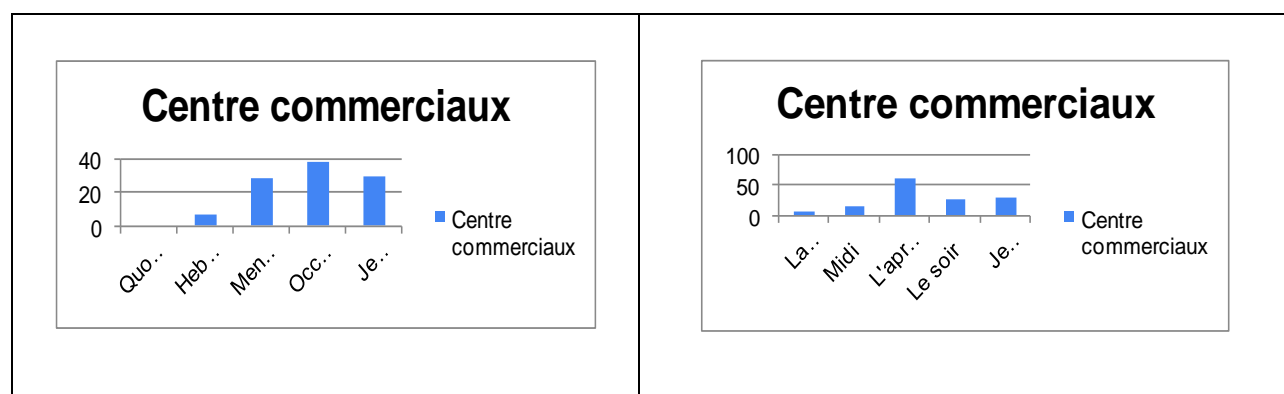 Centre commerciaux
40
20
0
Quo..
Heb..
Men..
Occ..
Je..
Centre
commerciaux
Centre commerciaux
100
50
0
La..
Midi
L'apr..
Le soir
Je..
Centre
commerciaux